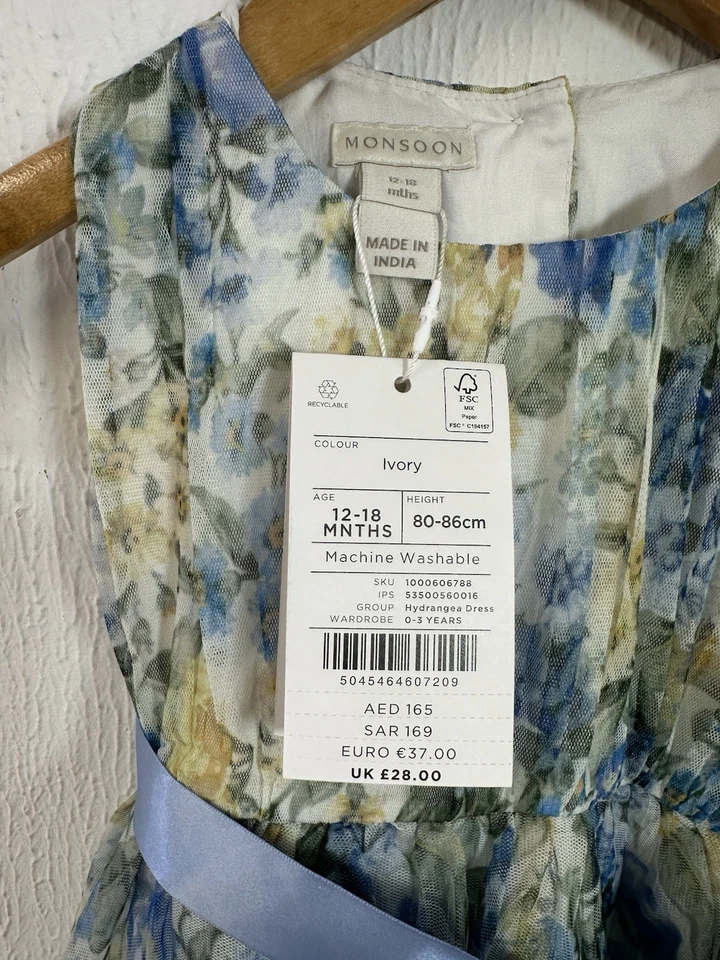 MONSOON
12-18
mths
MADE IN
INDIA
RECYCLABLE
FSC
MIX
Paper
FSC® C184157
COLOUR
Ivory
AGE
12-18
MNTHS
HEIGHT
80-86cm
Machine Washable
SKU 1000606788
IPS 53500560016
GROUP Hydrangea Dress
WARDROBE 0-3 YEARS
5045464607209
AED 165
SAR 169
EURO €37.00
UK £28.00